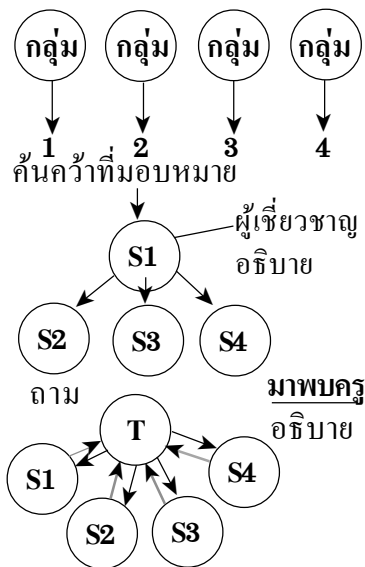 กลุ่ม กลุ่ม กลุ่ม กลุ่ม
1 2 3 4
ค้นคว้าที่มอบหมาย
ผู้เชี่ยวชาญ
S1
อธิบาย
S2 S3 S4
ถาม
มาพบครู
T
อธิบาย
S1 S4
S2 S3